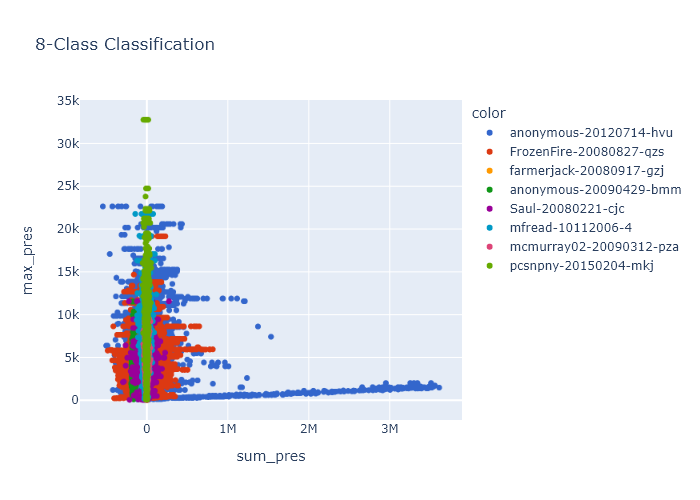 8-Class Classification
35k
30k
25k
20k
15k
10k
5k
0
max_pres
0
1M
2M
3M
sum_pres
color
anonymous-20120714-hvu
FrozenFire-20080827-qzs
farmerjack-20080917-gzj
anonymous-20090429-bmm
Saul-20080221-cjc
mfread-10112006-4
mcmurray02-20090312-pza
pcsnpny-20150204-mkj